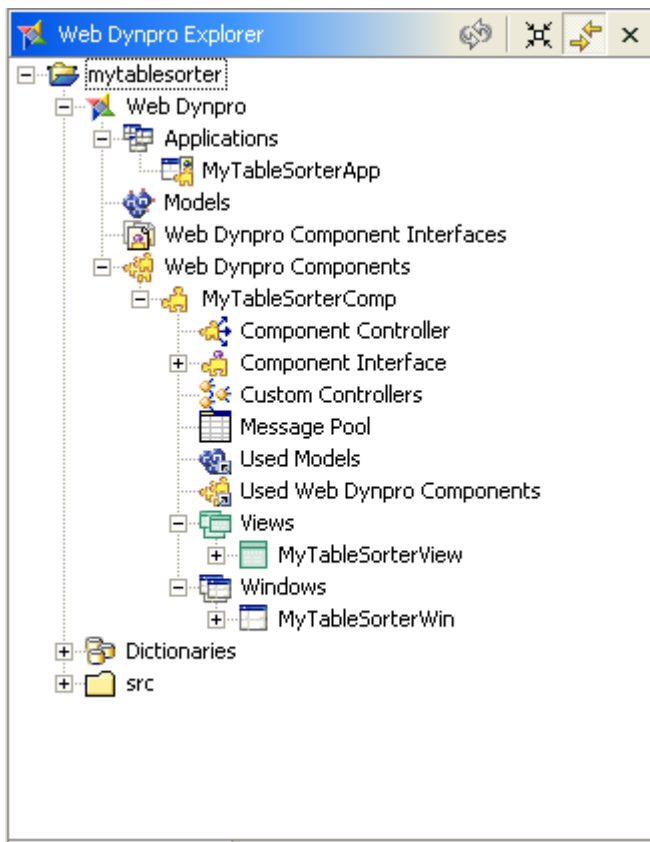 Web Dynpro Explorer
mytablesorter
Web Dynpro
Applications
MyTableSorterApp
Models
Web Dynpro Component Interfaces
Web Dynpro Components
MyTableSorterComp
Component Controller
Component Interface
Custom Controllers
Message Pool
Used Models
Used Web Dynpro Components
Views
MyTableSorterView
Windows
MyTableSorterWin
Dictionaries
src